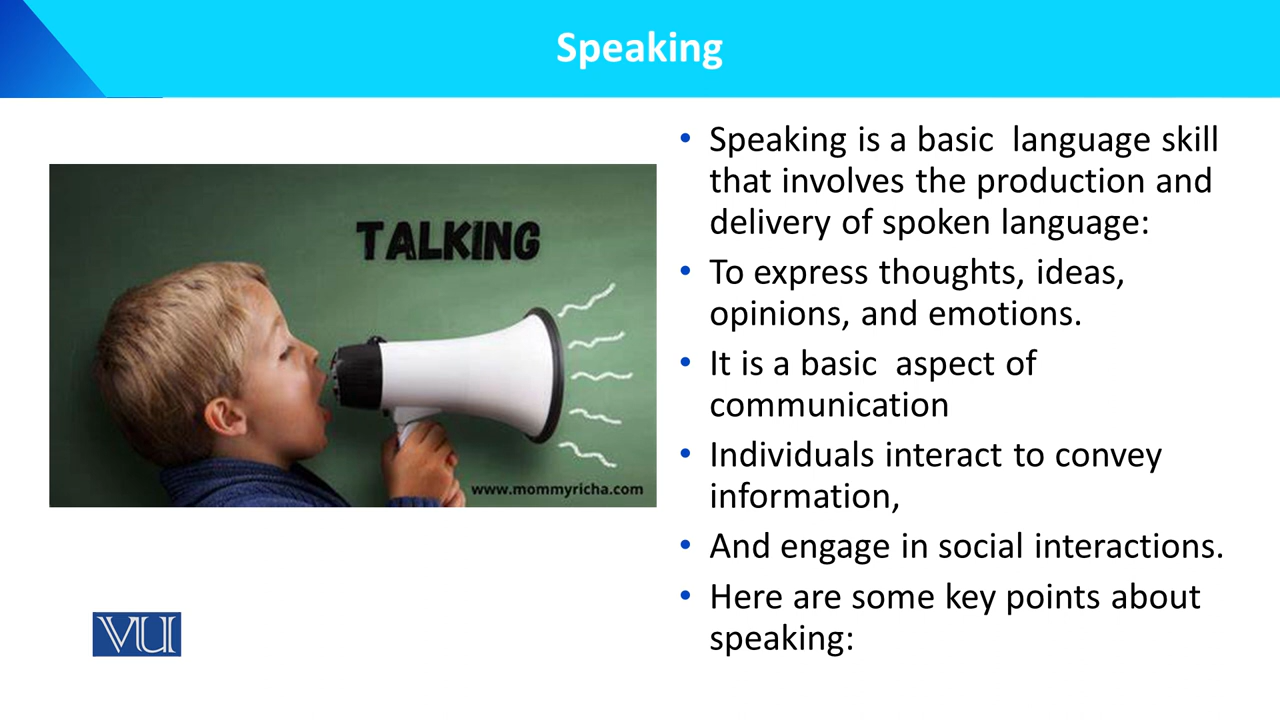 Speaking
TALKING
www.mommyricha.com
VU
• Speaking is a basic  language skill
that involves the production and
delivery of spoken language:
• To express thoughts, ideas,
opinions, and emotions.
• It is a basic  aspect of
communication
• Individuals interact to convey
information,
• And engage in social interactions.
• Here are some key points about
speaking: